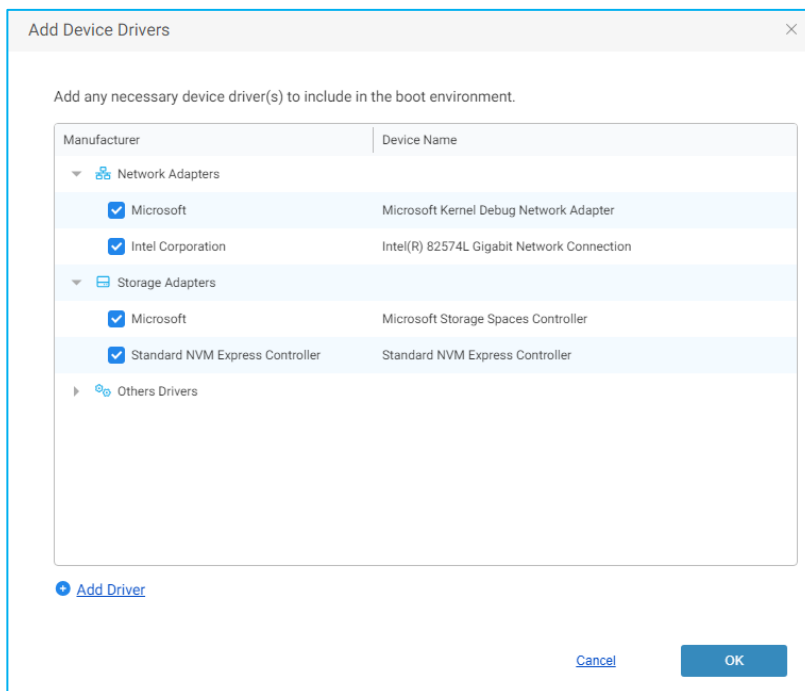 Add Device Drivers
Add any necessary device driver(s) to include in the boot environment.
Manufacturer Device Name
Network Adapters
Microsoft Microsoft Kernel Debug Network Adapter
Intel Corporation Intel(R) 82574L Gigabit Network Connection
Storage Adapters
Microsoft Microsoft Storage Spaces Controller
Standard NVM Express Controller Standard NVM Express Controller
Others Drivers
Add Driver
Cancel OK